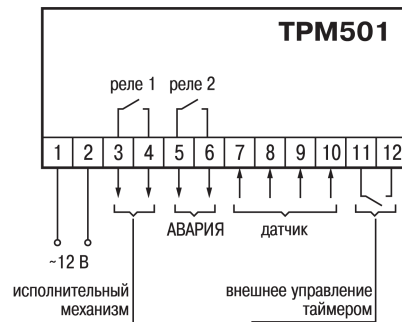 ТРМ501
реле 1 реле 2
1 2 3 4 5 6 7 8 9 10 11 12
~12 В
АВАРИЯ
датчик
исполнительный
механизм
внешнее управление
таймером